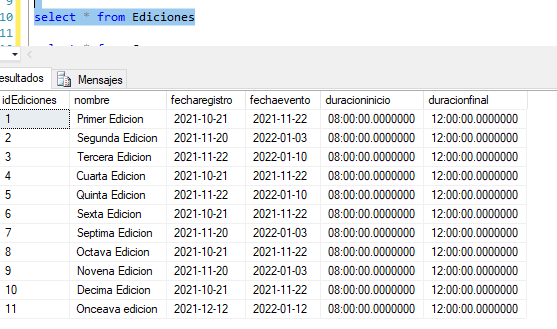 10 select * from Ediciones
11
esultados Mensajes
idEdiciones nombre fecharegistro fechaevento duracioninicio duracionfinal
1 Primer Edicion 2021-10-21 2021-11-22 08:00:00.0000000 12:00:00.0000000
2 Segunda Edicion 2021-11-20 2022-01-03 08:00:00.0000000 12:00:00.0000000
3 Tercera Edicion 2021-11-22 2022-01-10 08:00:00.0000000 12:00:00.0000000
4 Cuarta Edicion 2021-10-21 2021-11-22 08:00:00.0000000 12:00:00.0000000
5 Quinta Edicion 2021-11-22 2022-01-10 08:00:00.0000000 12:00:00.0000000
6 Sexta Edicion 2021-10-21 2021-11-22 08:00:00.0000000 12:00:00.0000000
7 Septima Edicion 2021-11-20 2022-01-03 08:00:00.0000000 12:00:00.0000000
8 Octava Edicion 2021-10-21 2021-11-22 08:00:00.0000000 12:00:00.0000000
9 Novena Edicion 2021-11-20 2022-01-03 08:00:00.0000000 12:00:00.0000000
10 Decima Edicion 2021-10-21 2021-11-22 08:00:00.0000000 12:00:00.0000000
11 Onceava edicion 2021-12-12 2022-01-12 08:00:00.0000000 12:00:00.0000000